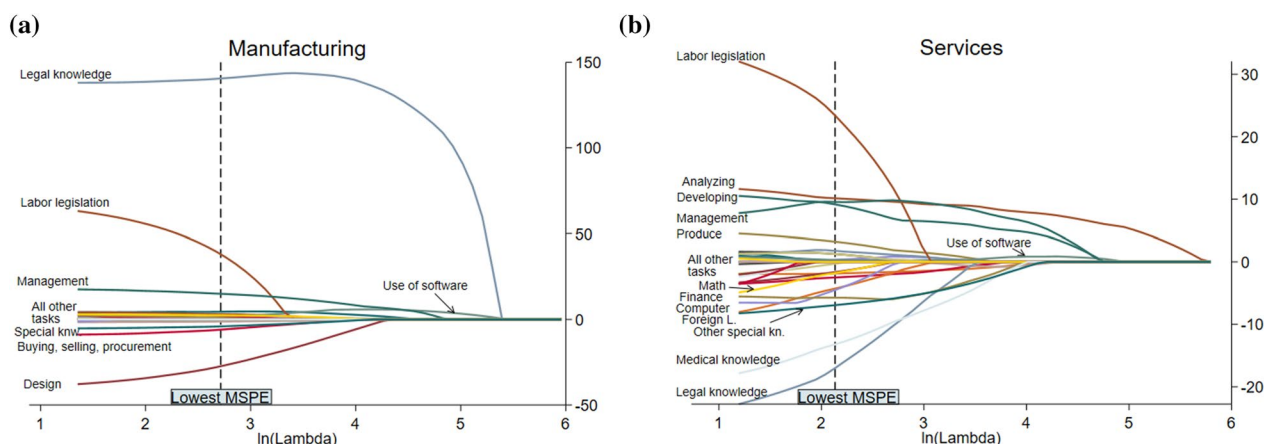 (a)
Manufacturing
Legal knowledge
Labor legislation
Management
All other
tasks
Special knw.
Buying, selling, procurement
Design
Use of software
Lowest MSPE
150
100
50
0
-50
1 2 3 4 5 6
ln(Lambda)
(b)
Services
Labor legislation
Analyzing
Developing
Management
Produce
All other
tasks
Math
Finance
Computer
Foreign L.
Other special kn.
Medical knowledge
Legal knowledge
Use of software
Lowest MSPE
30
20
10
0
-10
-20
1 2 3 4 5 6
ln(Lambda)